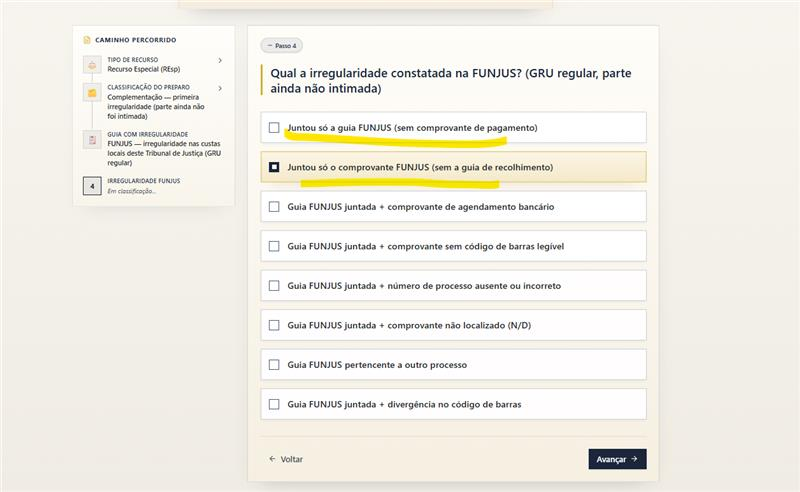 CAMINHO PERCORRIDO
TIPO DE RECURSO
Recurso Especial (REsp)
CLASSIFICAÇÃO DO PREPARO
Complementação — primeira
irregularidade (parte ainda não
foi intimada)
GUIA COM IRREGULARIDADE
FUNJUS — irregularidade nas custas
locais deste Tribunal de Justiça (GRU
regular)
4
IRREGULARIDADE FUNJUS
Em classificação...
— Passo 4
Qual a irregularidade constatada na FUNJUS? (GRU regular, parte
ainda não intimada)
Juntou só a guia FUNJUS (sem comprovante de pagamento)
Juntou só o comprovante FUNJUS (sem a guia de recolhimento)
Guia FUNJUS juntada + comprovante de agendamento bancário
Guia FUNJUS juntada + comprovante sem código de barras legível
Guia FUNJUS juntada + número de processo ausente ou incorreto
Guia FUNJUS juntada + comprovante não localizado (N/D)
Guia FUNJUS pertencente a outro processo
Guia FUNJUS juntada + divergência no código de barras
← Voltar
Avançar →